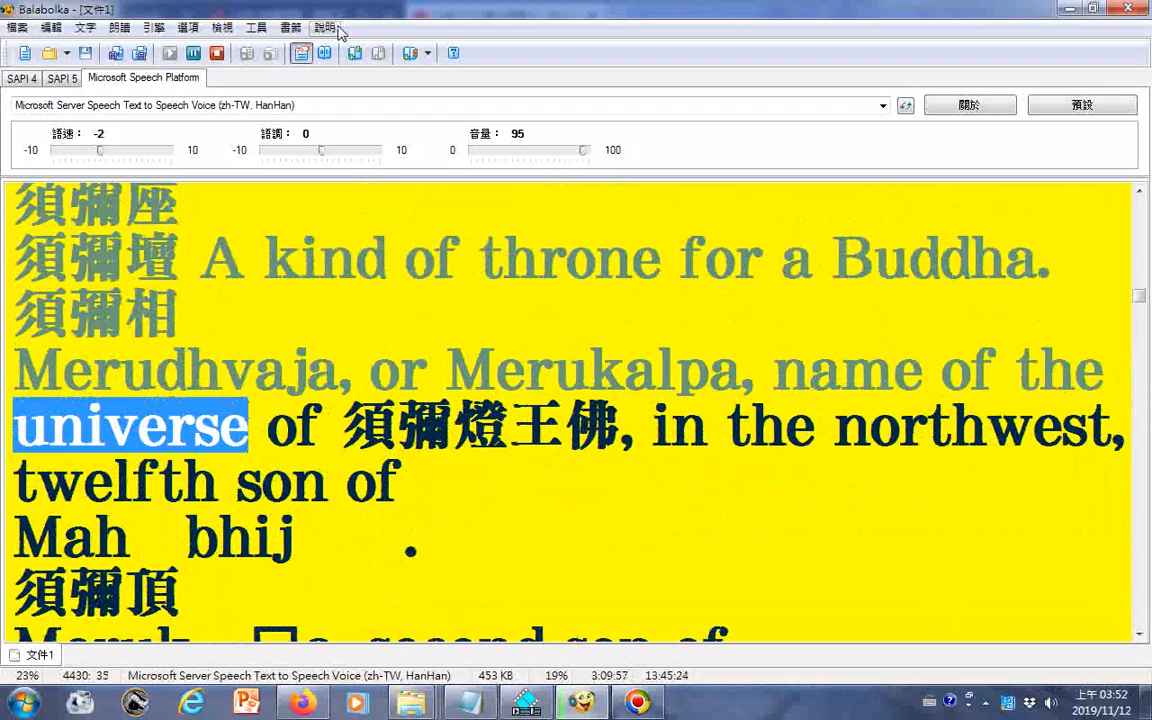 Balabolka - [文件1]
檔案 編輯 文字 朗讀 引擎 選項 檢視 工具 書籤 說明
SAPI 4 SAPI 5 Microsoft Speech Platform
Microsoft Server Speech Text to Speech Voice (zh-TW, HanHan) 關於 預設
語速： -2 語調： 0 音量： 95
-10 10 -10 10 0 100
須彌座
須彌壇 A kind of throne for a Buddha.
須彌相
Merudhvaja, or Merukalpa, name of the
universe of 須彌燈王佛, in the northwest,
twelfth son of
Mah bhij .
須彌頂
second son of
文件1
23% 4430: 35 Microsoft Server Speech Text to Speech Voice (zh-TW, HanHan) 453 KB 19% 3:09:57 13:45:24
上午 03:52
2019/11/12